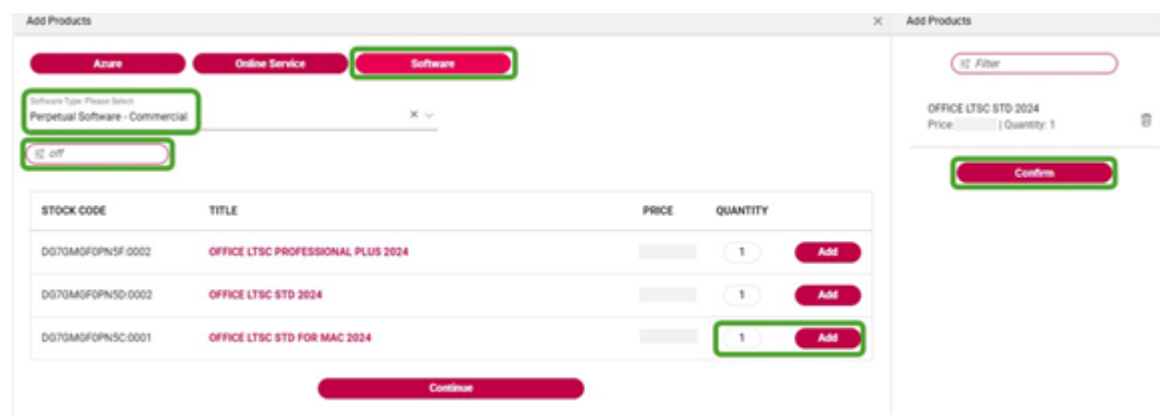 Add Products
Azure Online Service Software
Software Type: Please Select
Perpetual Software - Commercial
off
STOCK CODE TITLE PRICE QUANTITY
DG7GMGF0PN5F:0002 OFFICE LTSC PROFESSIONAL PLUS 2024 1 Add
DG7GMGF0PN5D:0002 OFFICE LTSC STD 2024 1 Add
DG7GMGF0PN5C:0001 OFFICE LTSC STD FOR MAC 2024 1 Add
Continue
Add Products
Filter
OFFICE LTSC STD 2024
Price: | Quantity: 1
Confirm